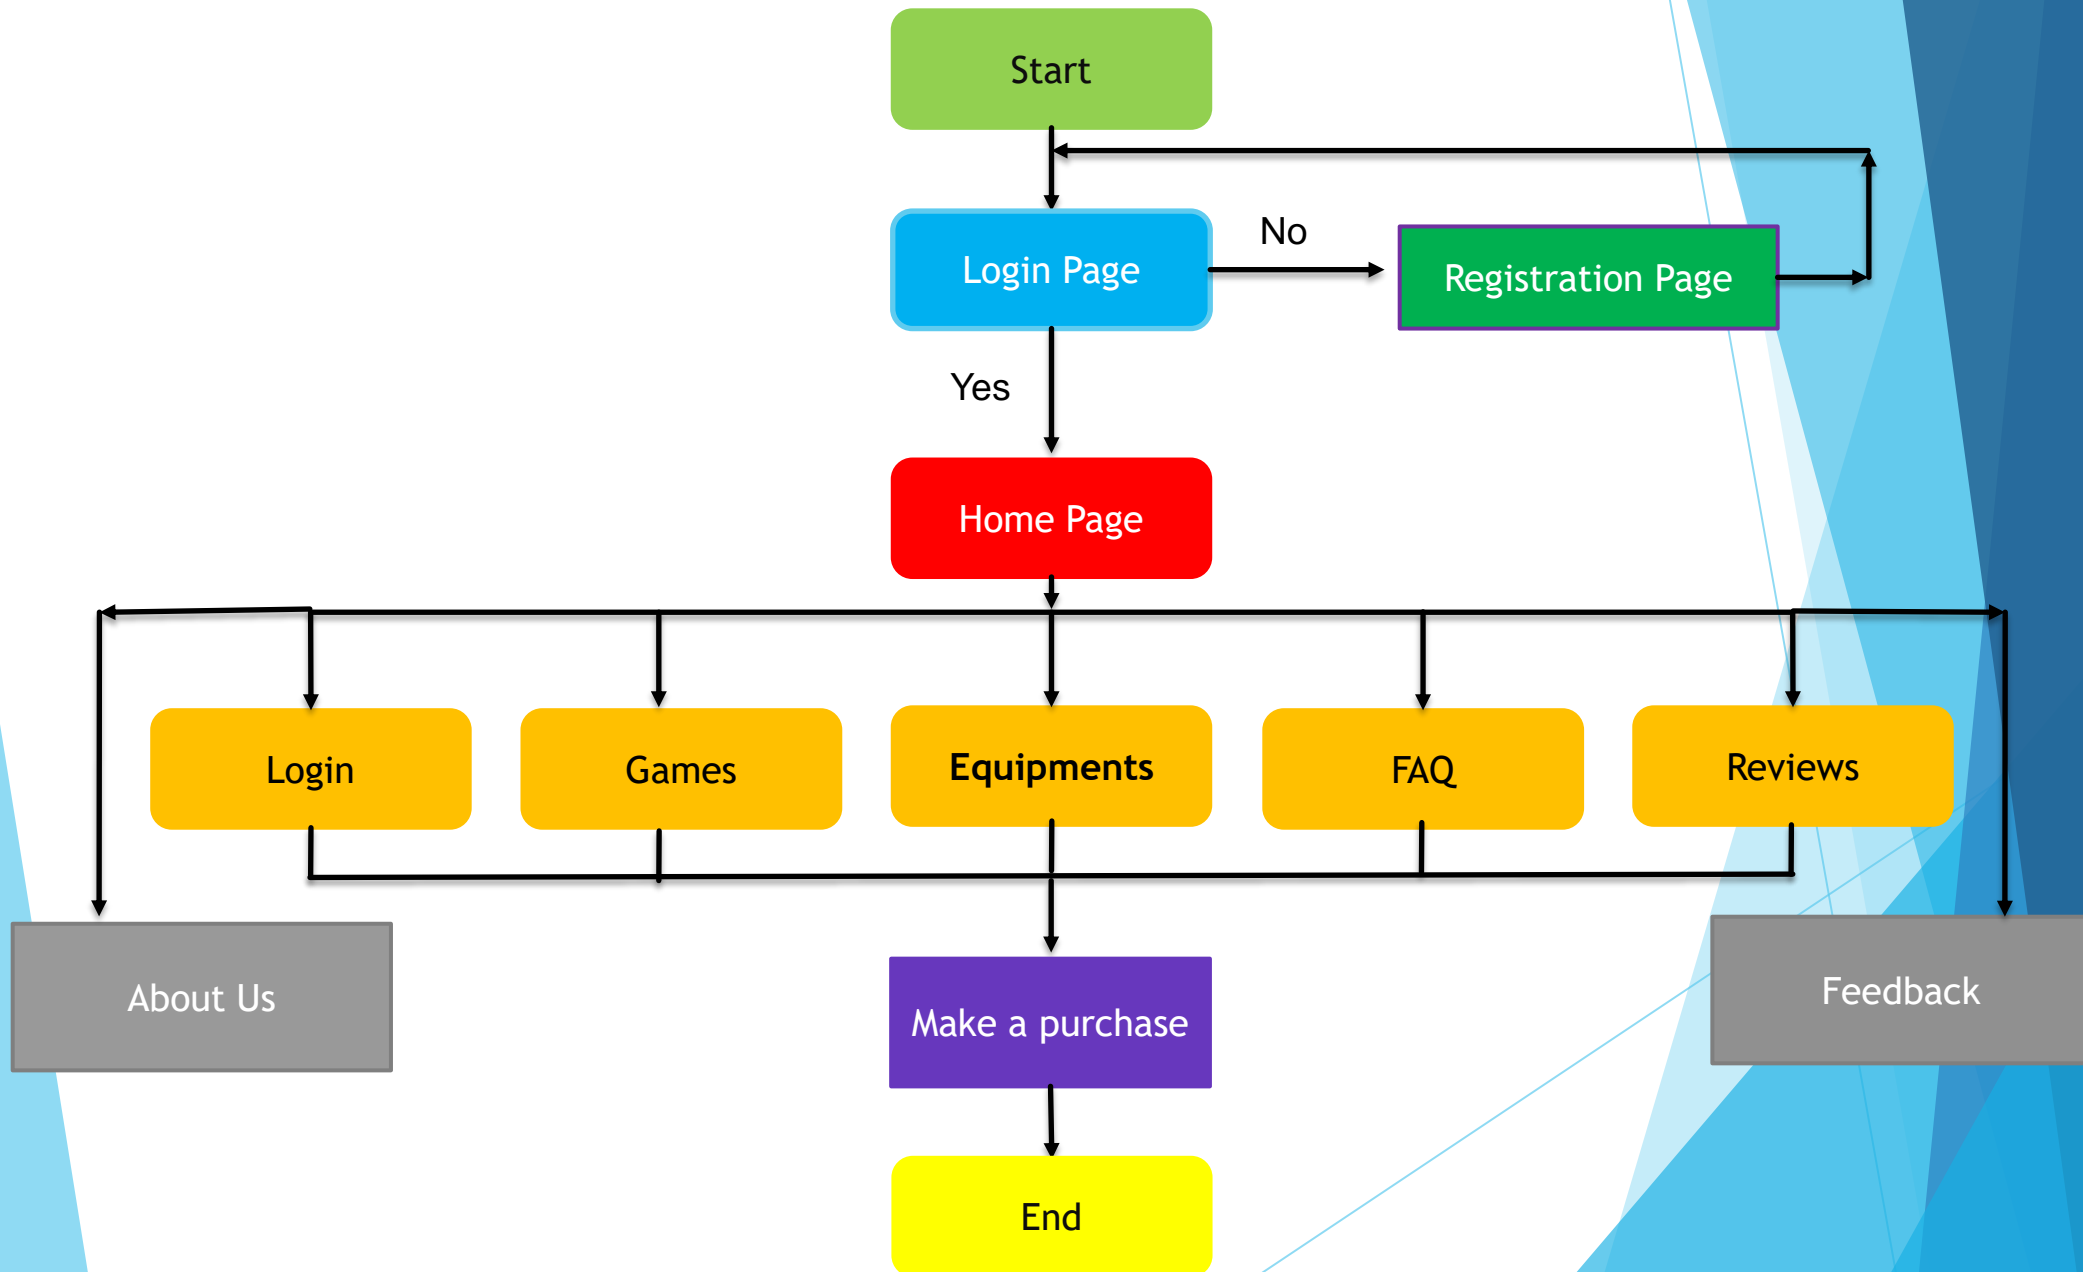 Start
Login Page
No
Registration Page
Yes
Home Page
Login
Games
Equipments
FAQ
Reviews
About Us
Make a purchase
Feedback
End